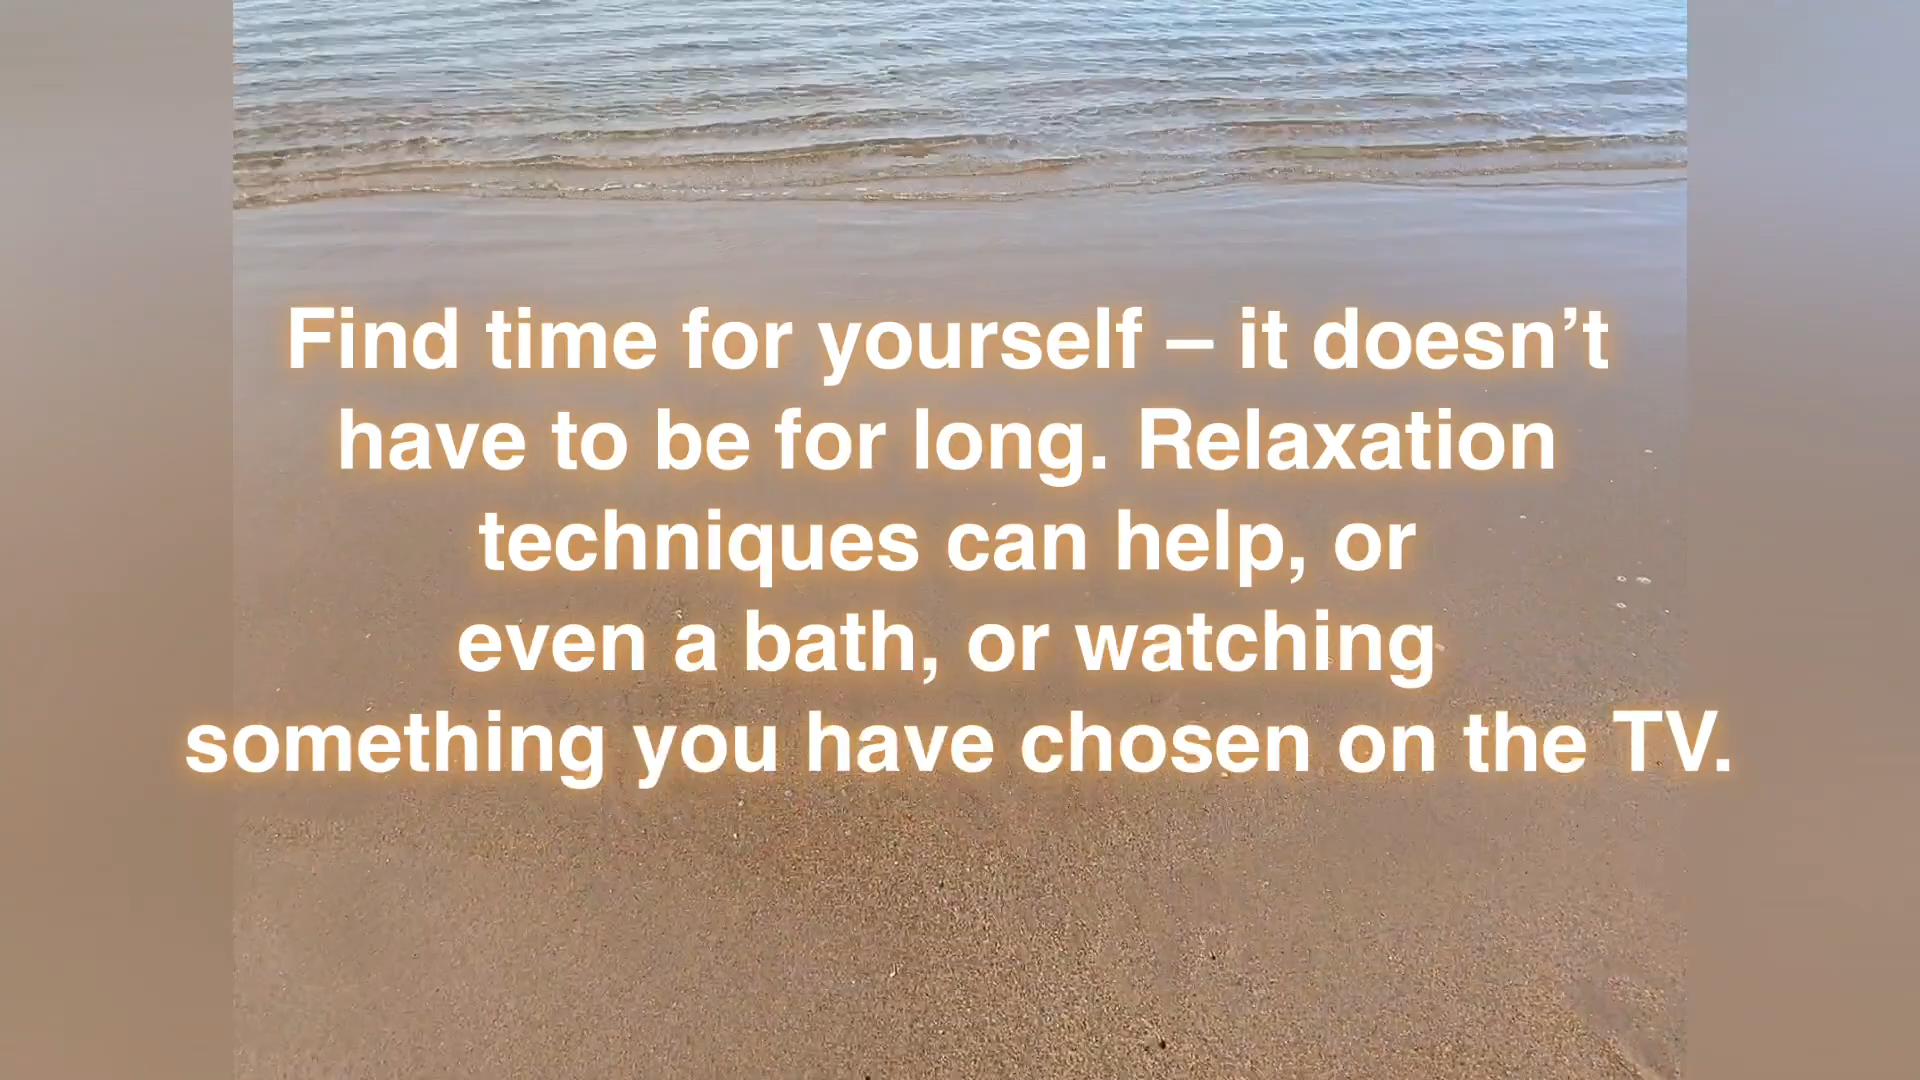 Find time for yourself – it doesn’t
have to be for long. Relaxation
techniques can help, or
even a bath, or watching
something you have chosen on the TV.